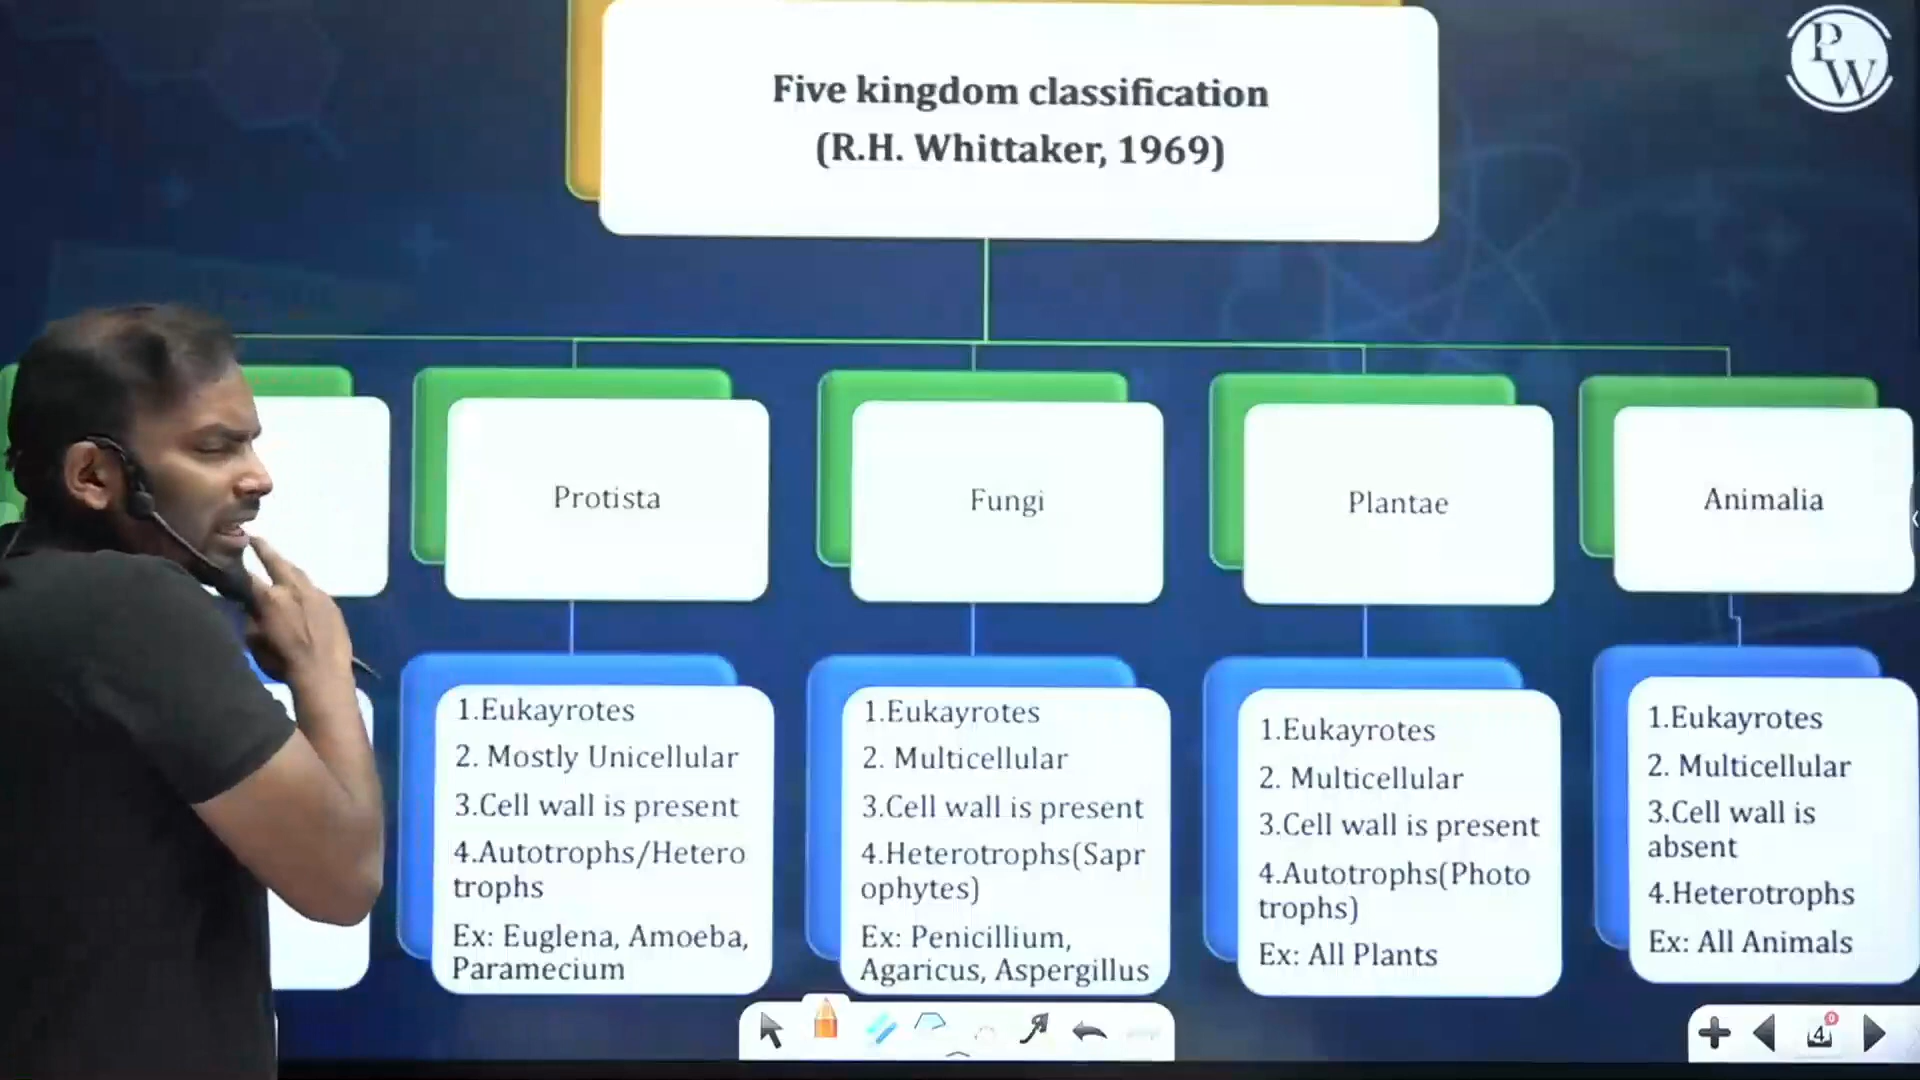 Five kingdom classification
(R.H. Whittaker, 1969)
PW
Protista
Fungi
Plantae
Animalia
1.Eukayrotes
2. Mostly Unicellular
3.Cell wall is present
4.Autotrophs/Hetero
trophs
Ex: Euglena, Amoeba,
Paramecium
1.Eukayrotes
2. Multicellular
3.Cell wall is present
4.Heterotrophs(Sapr
ophytes)
Ex: Penicillium,
Agaricus, Aspergillus
1.Eukayrotes
2. Multicellular
3.Cell wall is present
4.Autotrophs(Photo
trophs)
Ex: All Plants
1.Eukayrotes
2. Multicellular
3.Cell wall is
absent
4.Heterotrophs
Ex: All Animals
4
0